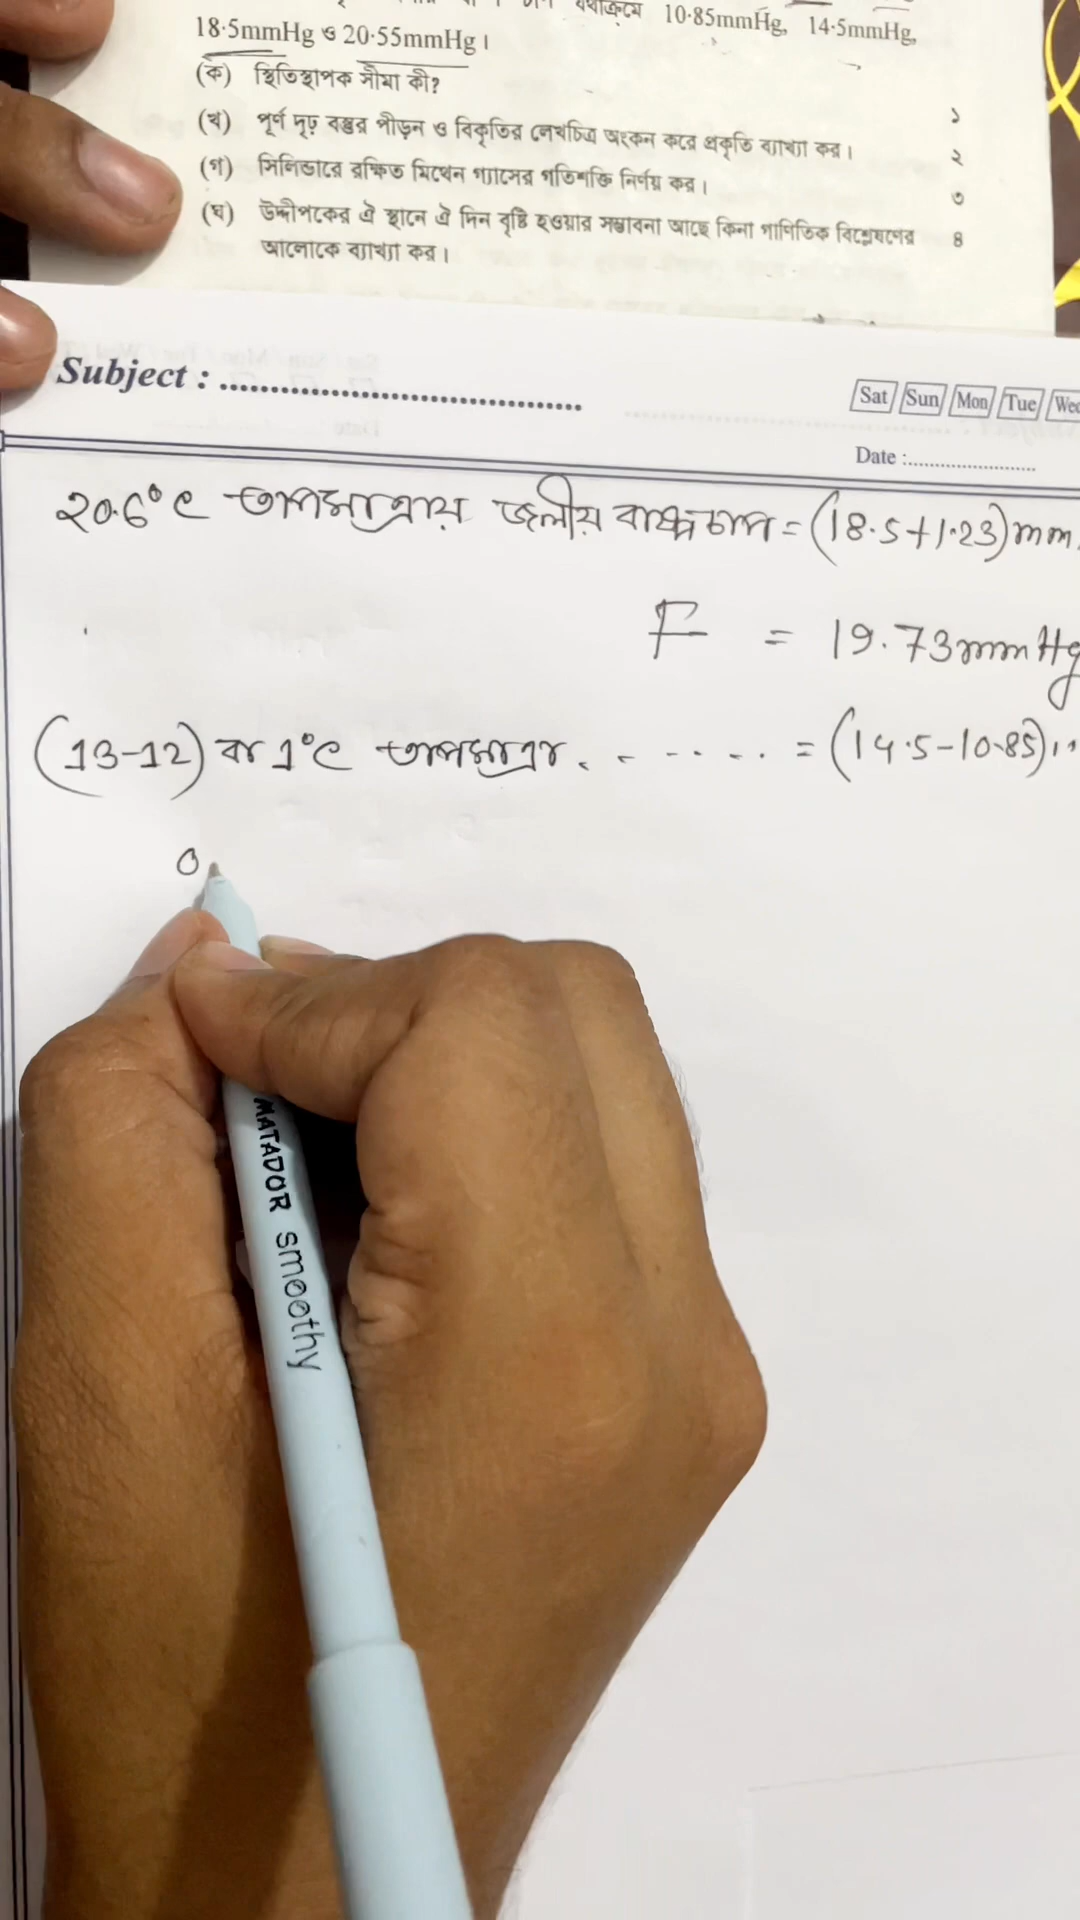 যথাক্রমে 10·85mmHg, 14·5mmHg,
18·5mmHg ও 20·55mmHg।
(ক) স্থিতিস্থাপক সীমা কী?
১
(খ) পূর্ণ দৃঢ় বস্তুর পীড়ন ও বিকৃতির লেখচিত্র অংকন করে প্রকৃতি ব্যাখ্যা কর।
২
(গ) সিলিন্ডারে রক্ষিত মিথেন গ্যাসের গতিশক্তি নির্ণয় কর।
৩
(ঘ) উদ্দীপকের ঐ স্থানে ঐ দিন বৃষ্টি হওয়ার সম্ভাবনা আছে কিনা গাণিতিক বিশ্লেষণের
৪
আলোকে ব্যাখ্যা কর।
Subject : ........................................
Sat Sun Mon Tue Wed
Date :........................
২০.6°C তাপমাত্রায় জলীয় বাষ্পচাপ = (18.5+1.23)mm
F = 19.73mmHg
(13-12) বা 1°C তাপমাত্রার. - - .. - .. = (14.5-10.85)
0.
MATADOR smoothy